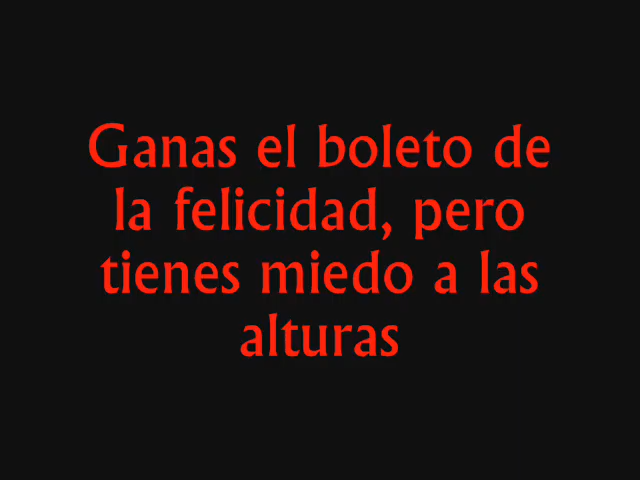 Ganas el boleto de
la felicidad, pero
tienes miedo a las
alturas